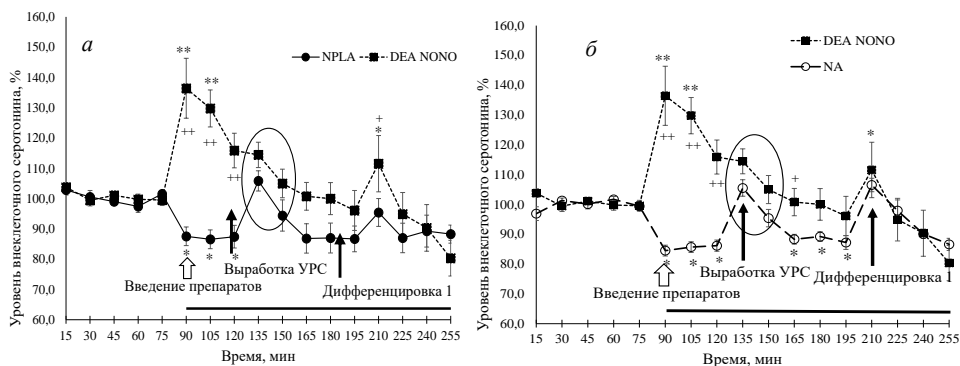 Уровень внеклеточного серотонина, %
160,0
150,0
140,0
130,0
120,0
110,0
100,0
90,0
80,0
70,0
60,0
а
NPLA DEA NONO
** **
++ ++ ++
+
*
* * *
Введение препаратов
Выработка УРС
Дифференцировка 1
15 30 45 60 75 90 105 120 135 150 165 180 195 210 225 240 255
Время, мин
Уровень внеклеточного серотонина, %
160,0
150,0
140,0
130,0
120,0
110,0
100,0
90,0
80,0
70,0
60,0
б
DEA NONO
NA
** **
++ ++ ++
+
*
* * * * * *
Введение препаратов
Выработка УРС
Дифференцировка 1
15 30 45 60 75 90 105 120 135 150 165 180 195 210 225 240 255
Время, мин